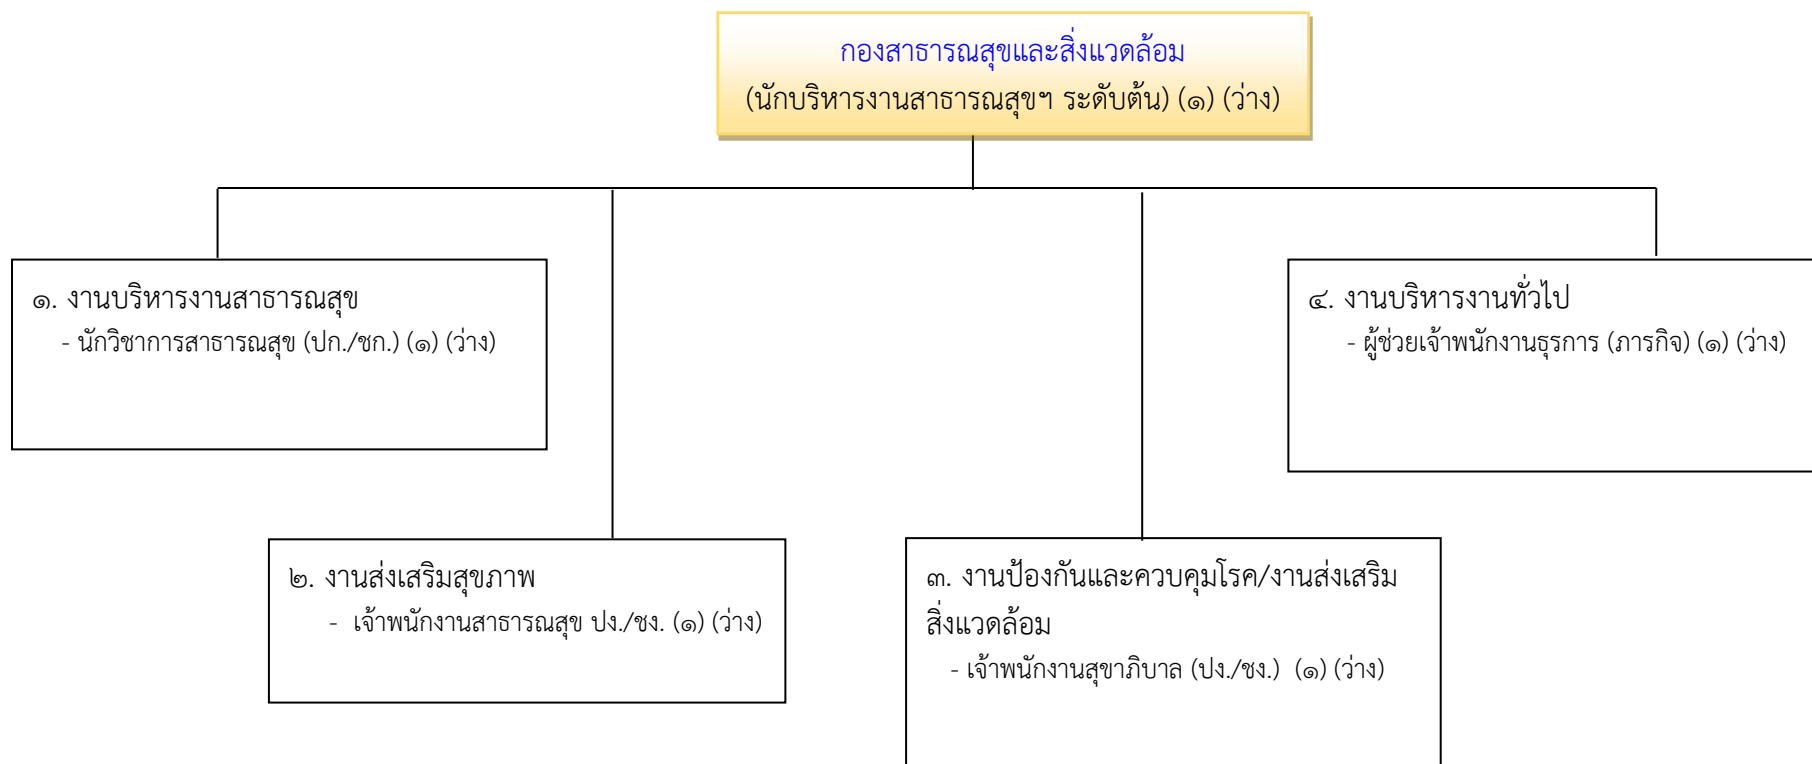 กองสาธารณสุขและสิ่งแวดล้อม
(นักบริหารงานสาธารณสุขฯ ระดับต้น) (๑) (ว่าง)
๑. งานบริหารงานสาธารณสุข
- นักวิชาการสาธารณสุข (ปก./ชก.) (๑) (ว่าง)
๒. งานส่งเสริมสุขภาพ
- เจ้าพนักงานสาธารณสุข ปง./ชง. (๑) (ว่าง)
๓. งานป้องกันและควบคุมโรค/งานส่งเสริม
สิ่งแวดล้อม
- เจ้าพนักงานสุขาภิบาล (ปง./ชง.) (๑) (ว่าง)
๔. งานบริหารงานทั่วไป
- ผู้ช่วยเจ้าพนักงานธุรการ (ภารกิจ) (๑) (ว่าง)